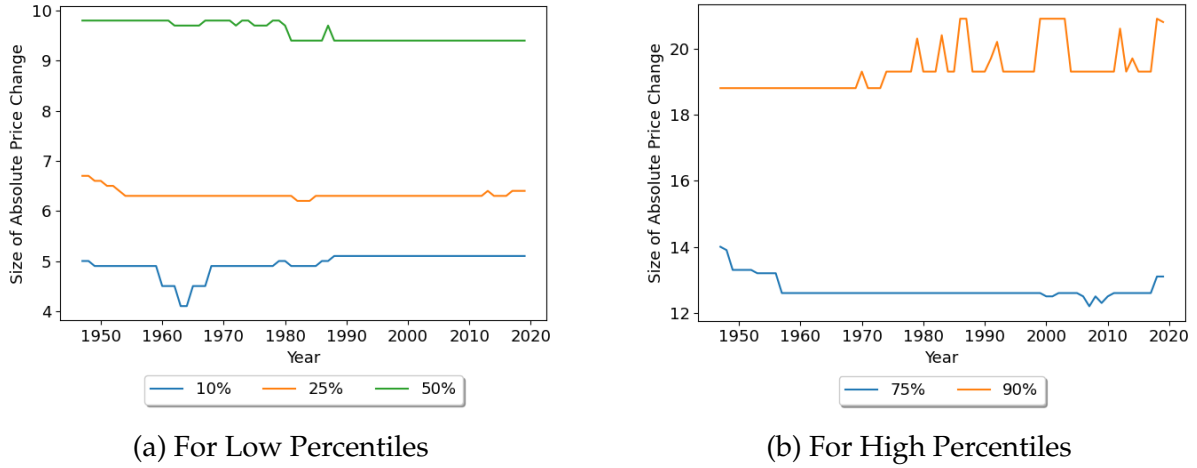 Size of Absolute Price Change
10
9
8
7
6
5
4
1950 1960 1970 1980 1990 2000 2010 2020
Year
10% 25% 50%
(a) For Low Percentiles
Size of Absolute Price Change
20
18
16
14
12
1950 1960 1970 1980 1990 2000 2010 2020
Year
75% 90%
(b) For High Percentiles